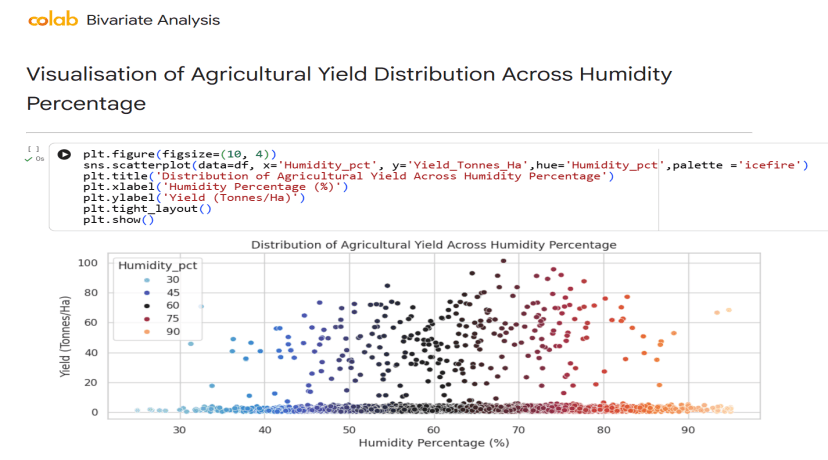 colab Bivariate Analysis
Visualisation of Agricultural Yield Distribution Across Humidity
Percentage
[ ]
0s
plt.figure(figsize=(10, 4))
sns.scatterplot(data=df, x='Humidity_pct', y='Yield_Tonnes_Ha',hue='Humidity_pct',palette ='icefire')
plt.title('Distribution of Agricultural Yield Across Humidity Percentage')
plt.xlabel('Humidity Percentage (%)')
plt.ylabel('Yield (Tonnes/Ha)')
plt.tight_layout()
plt.show()
Distribution of Agricultural Yield Across Humidity Percentage
Yield (Tonnes/Ha)
100
80
60
40
20
0
Humidity_pct
30
45
60
75
90
30 40 50 60 70 80 90
Humidity Percentage (%)